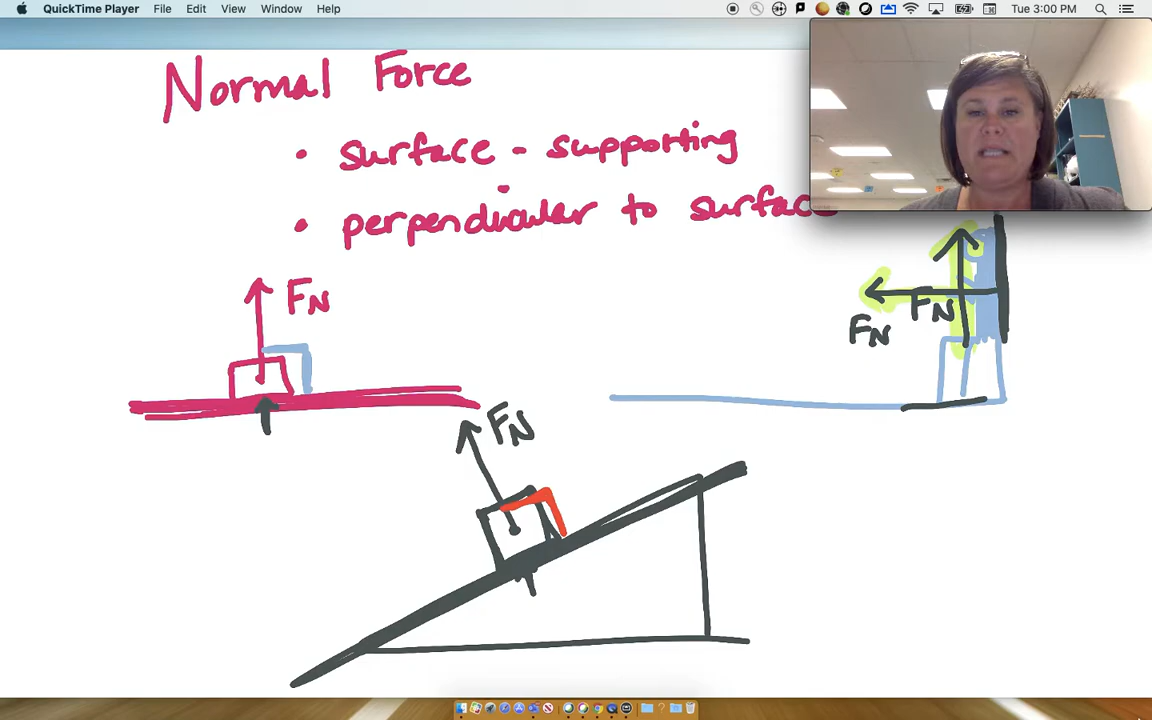 QuickTime Player File Edit View Window Help Tue 3:00 PM
Normal Force
• surface - supporting
• perpendicular to surface
FN
FN
FN
FN